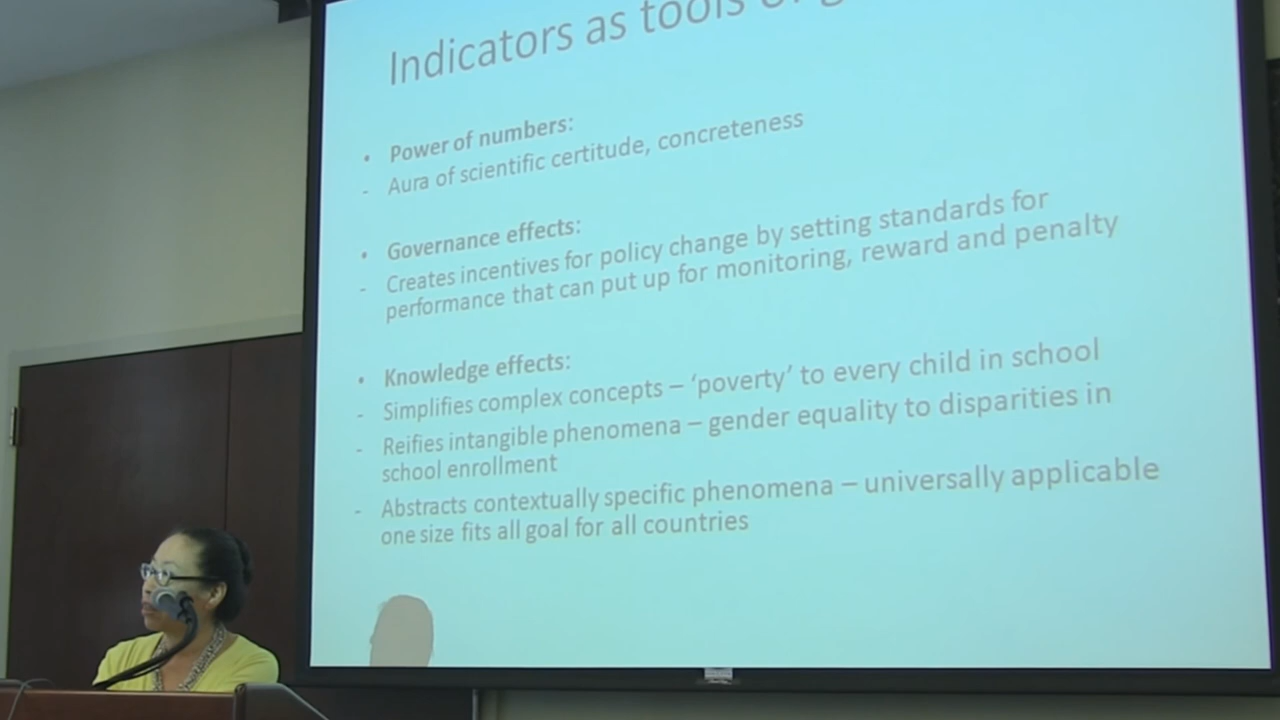 Indicators as tools
• Power of numbers:
- Aura of scientific certitude, concreteness
• Governance effects:
- Creates incentives for policy change by setting standards for
performance that can put up for monitoring, reward and penalty
• Knowledge effects:
- Simplifies complex concepts – ‘poverty’ to every child in school
- Reifies intangible phenomena – gender equality to disparities in
school enrollment
- Abstracts contextually specific phenomena – universally applicable
one size fits all goal for all countries